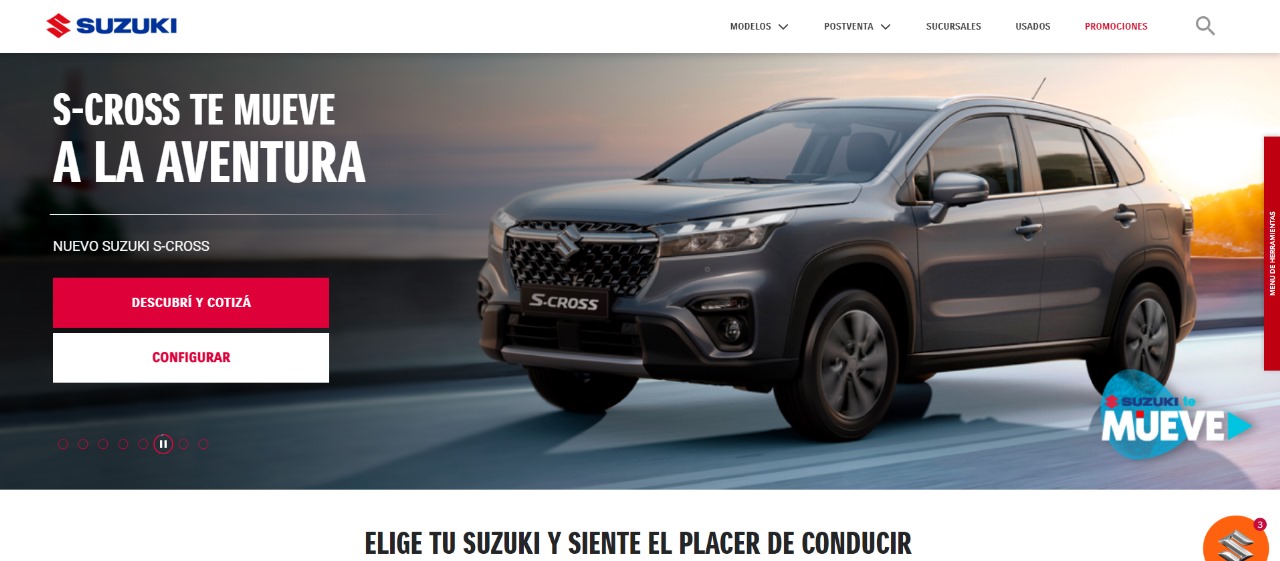 SUZUKI
MODELOS
POSTVENTA
SUCURSALES
USADOS
PROMOCIONES
S-CROSS TE MUEVE
A LA AVENTURA
NUEVO SUZUKI S-CROSS
DESCUBRÍ Y COTIZÁ
CONFIGURAR
S-CROSS
MENU DE HERRAMIENTAS
SUZUKI te
MUEVE
ELIGE TU SUZUKI Y SIENTE EL PLACER DE CONDUCIR
3